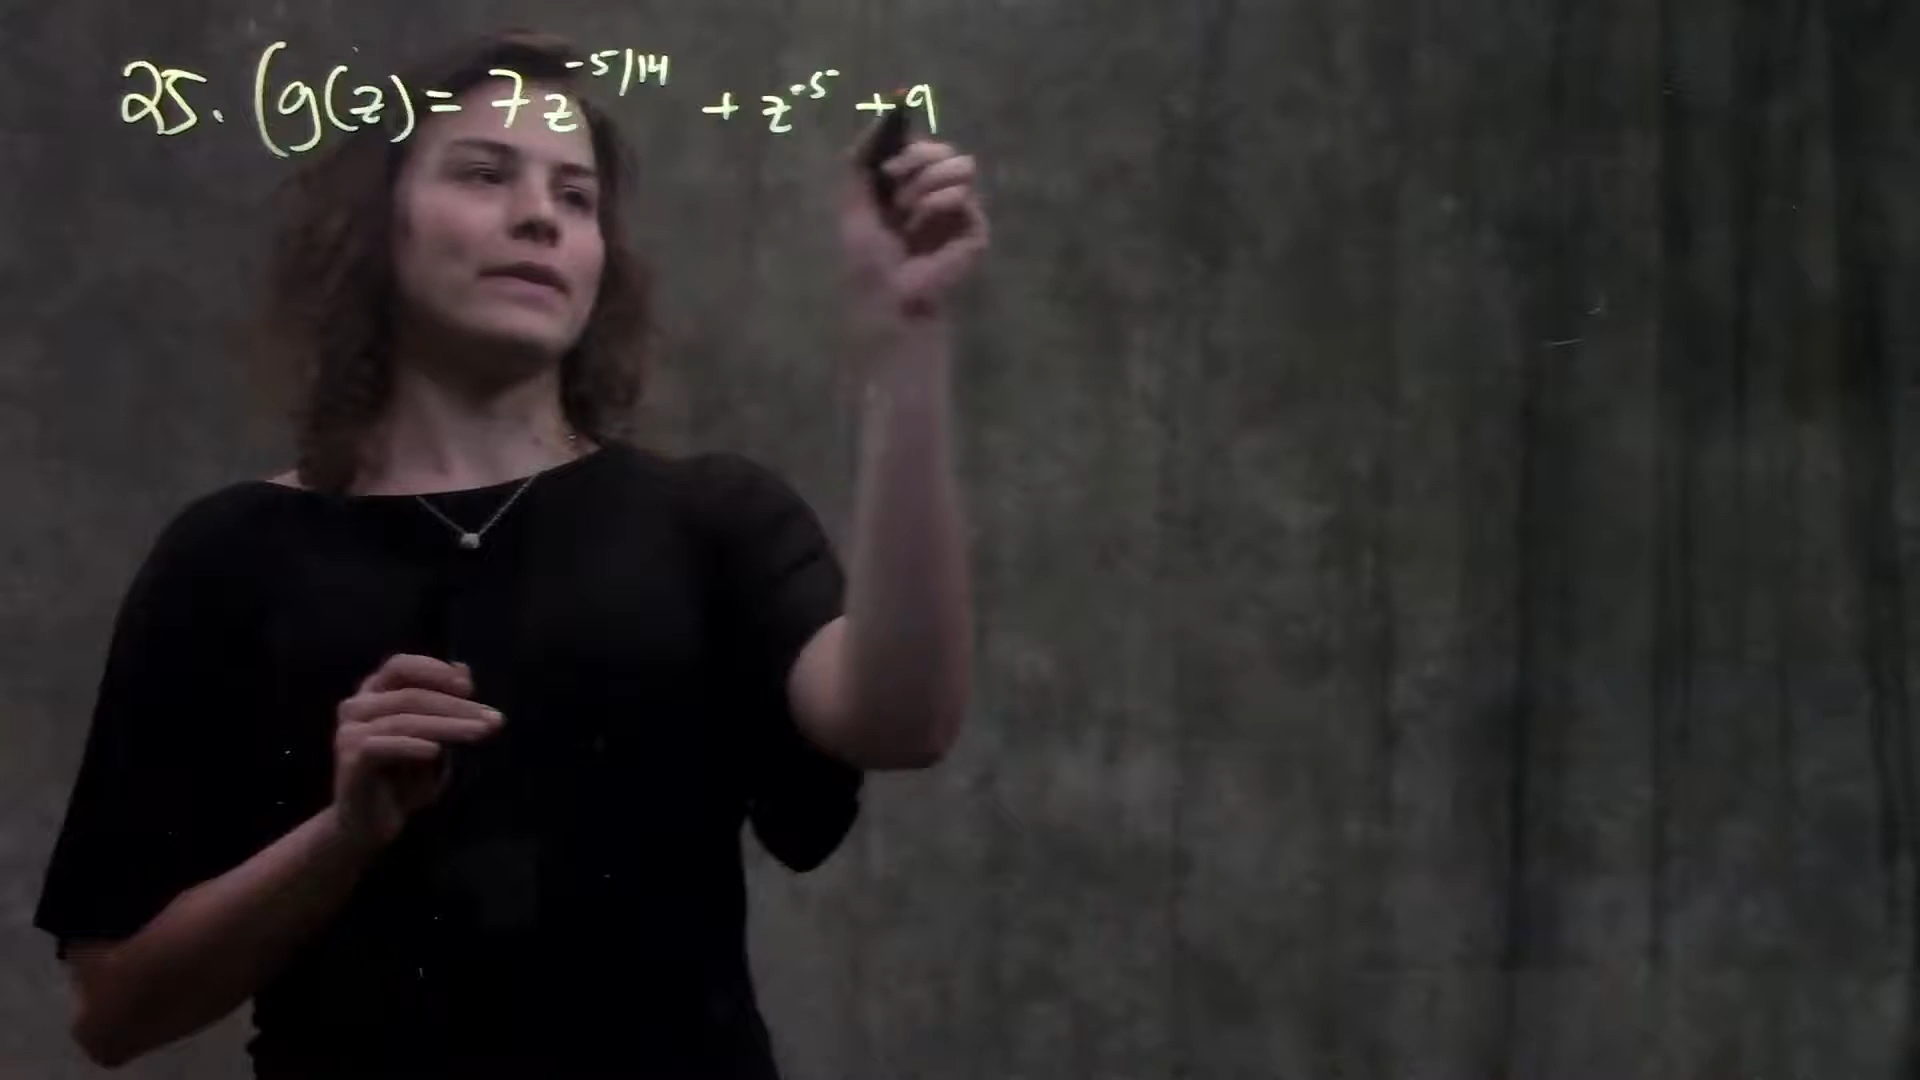 25. (g(z) = 7z^{-5/14} + z^{-5} + 9